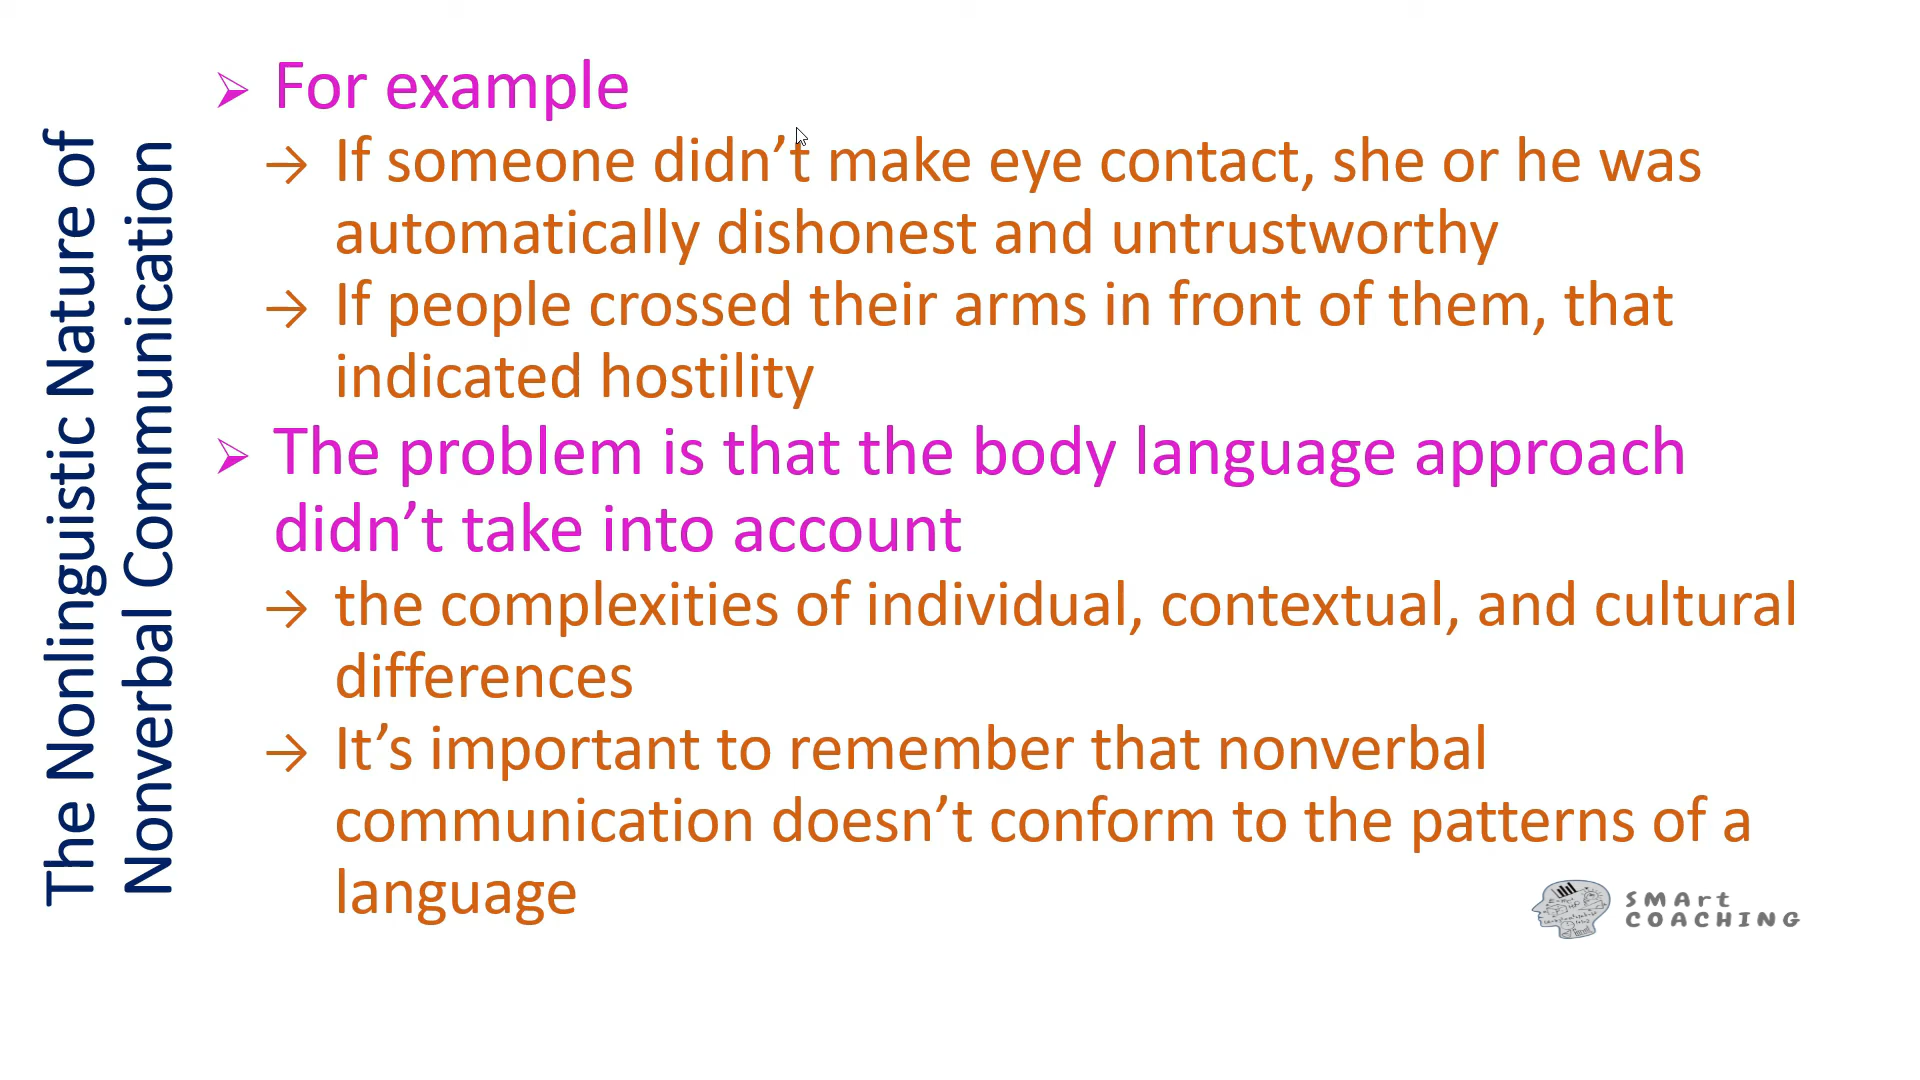 The Nonlinguistic Nature of
Nonverbal Communication
➢ For example
→ If someone didn’t make eye contact, she or he was
automatically dishonest and untrustworthy
→ If people crossed their arms in front of them, that
indicated hostility
➢ The problem is that the body language approach
didn’t take into account
→ the complexities of individual, contextual, and cultural
differences
→ It’s important to remember that nonverbal
communication doesn’t conform to the patterns of a
language
SMArt
COACHING